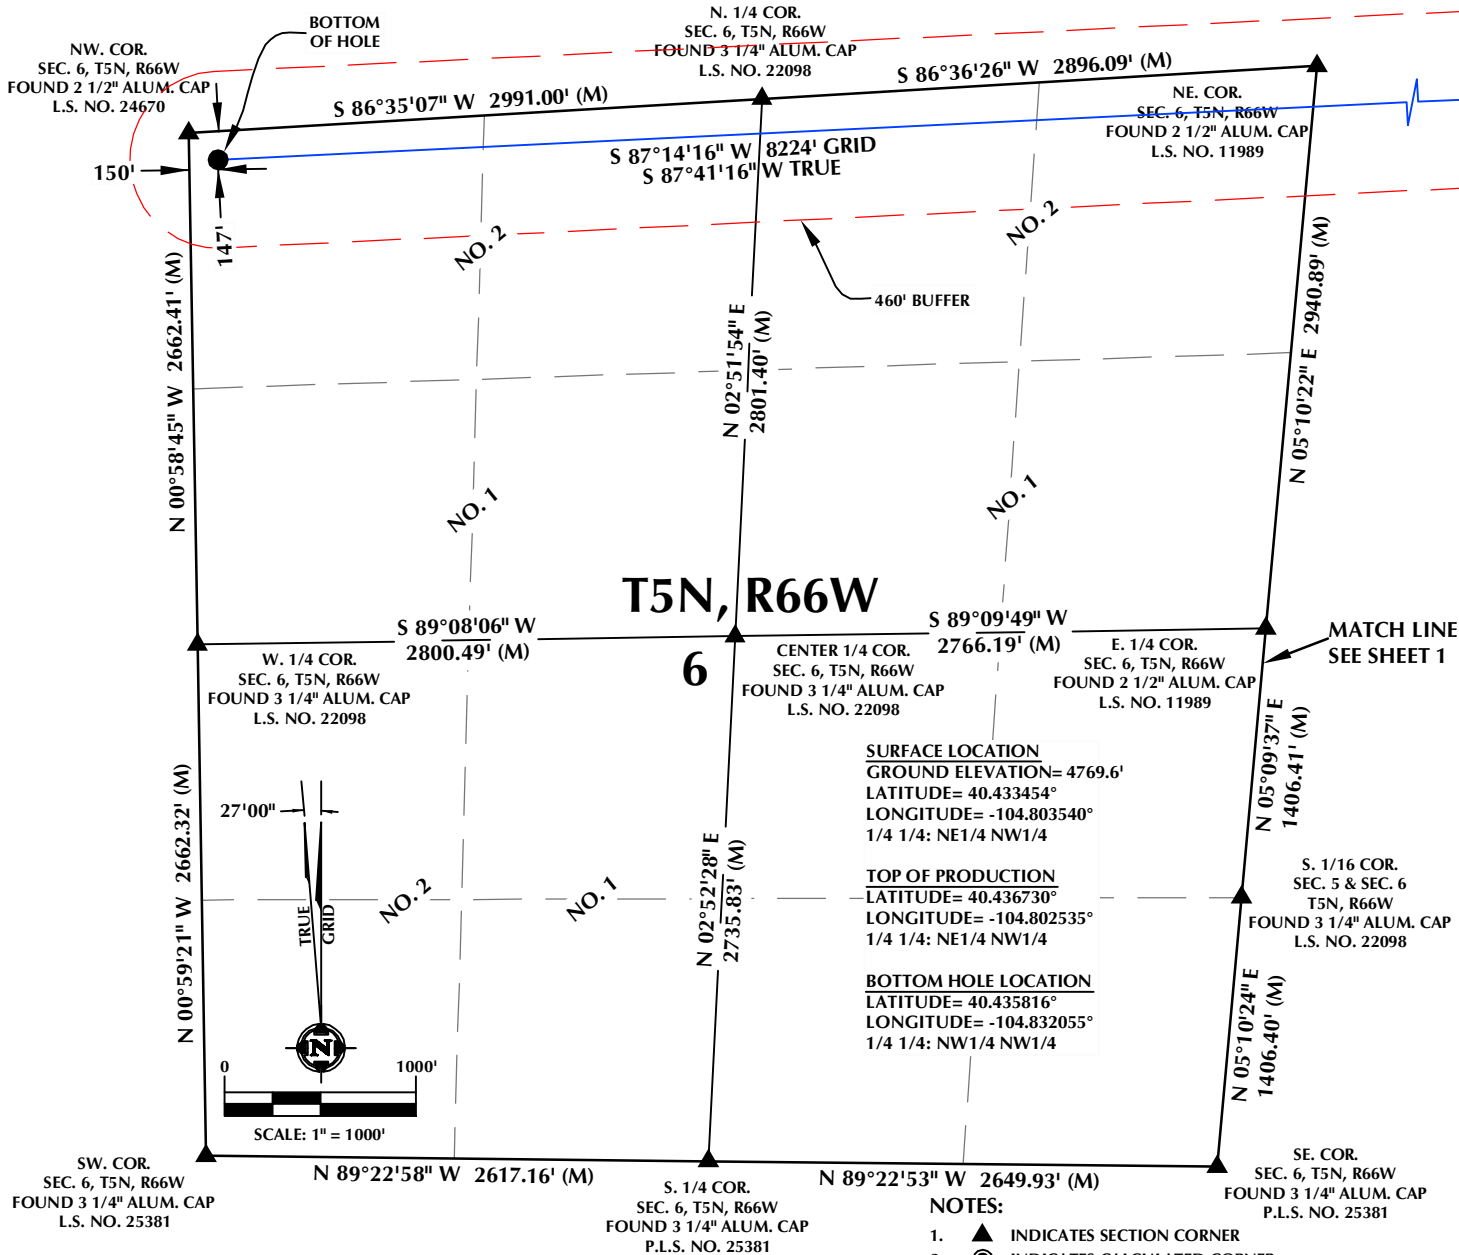 NW. COR.
SEC. 6, T5N, R66W
FOUND 2 1/2" ALUM. CAP
L.S. NO. 24670
BOTTOM
OF HOLE
N. 1/4 COR.
SEC. 6, T5N, R66W
FOUND 3 1/4" ALUM. CAP
L.S. NO. 22098
S 86°35'07" W 2991.00' (M)
S 86°36'26" W 2896.09' (M)
NE. COR.
SEC. 6, T5N, R66W
FOUND 2 1/2" ALUM. CAP
L.S. NO. 11989
150'
147'
S 87°14'16" W 8224' GRID
S 87°41'16" W TRUE
NO. 2
NO. 2
460' BUFFER
N 00°58'45" W 2662.41' (M)
N 02°51'54" E
2801.40' (M)
N 05°10'22" E 2940.89' (M)
NO. 1
NO. 1
T5N, R66W
6
S 89°08'06" W
2800.49' (M)
S 89°09'49" W
2766.19' (M)
MATCH LINE
SEE SHEET 1
W. 1/4 COR.
SEC. 6, T5N, R66W
FOUND 3 1/4" ALUM. CAP
L.S. NO. 22098
CENTER 1/4 COR.
SEC. 6, T5N, R66W
FOUND 3 1/4" ALUM. CAP
L.S. NO. 22098
E. 1/4 COR.
SEC. 6, T5N, R66W
FOUND 2 1/2" ALUM. CAP
L.S. NO. 11989
N 00°59'21" W 2662.32' (M)
27'00"
TRUE
GRID
N
NO. 2
NO. 1
N 02°52'28" E
2735.83' (M)
SURFACE LOCATION
GROUND ELEVATION= 4769.6'
LATITUDE= 40.433454°
LONGITUDE= -104.803540°
1/4 1/4: NE1/4 NW1/4
TOP OF PRODUCTION
LATITUDE= 40.436730°
LONGITUDE= -104.802535°
1/4 1/4: NE1/4 NW1/4
BOTTOM HOLE LOCATION
LATITUDE= 40.435816°
LONGITUDE= -104.832055°
1/4 1/4: NW1/4 NW1/4
N 05°09'37" E
1406.41' (M)
S. 1/16 COR.
SEC. 5 & SEC. 6
T5N, R66W
FOUND 3 1/4" ALUM. CAP
L.S. NO. 22098
N 05°10'24" E
1406.40' (M)
0 1000'
SCALE: 1" = 1000'
SW. COR.
SEC. 6, T5N, R66W
FOUND 3 1/4" ALUM. CAP
L.S. NO. 25381
N 89°22'58" W 2617.16' (M)
S. 1/4 COR.
SEC. 6, T5N, R66W
FOUND 3 1/4" ALUM. CAP
P.L.S. NO. 25381
N 89°22'53" W 2649.93' (M)
SE. COR.
SEC. 6, T5N, R66W
FOUND 3 1/4" ALUM. CAP
P.L.S. NO. 25381
NOTES:
1. INDICATES SECTION CORNER